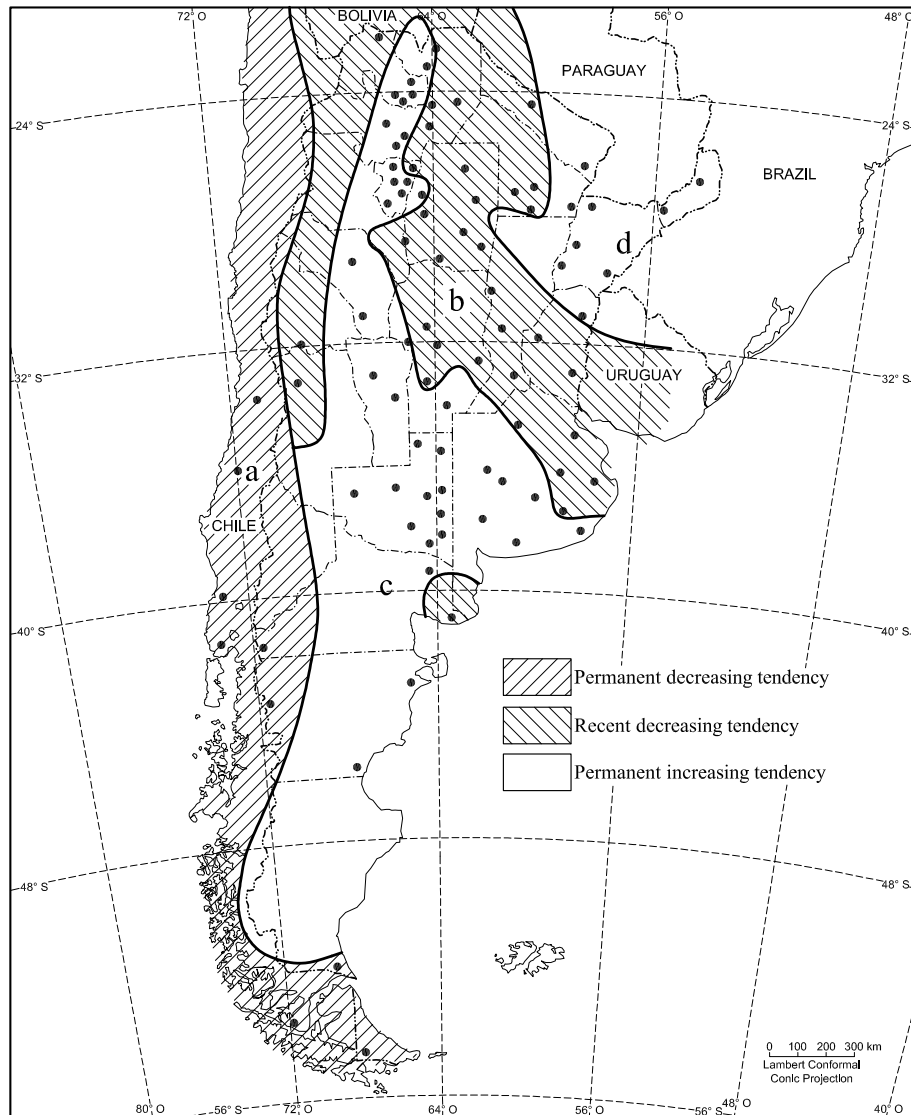 72° O
BOLIVIA
64° O
56° O
48° O
PARAGUAY
24° S
24° S
BRAZIL
d
b
32° S
32° S
URUGUAY
a
CHILE
c
40° S
40° S
Permanent decreasing tendency
Recent decreasing tendency
Permanent increasing tendency
48° S
48° S
0 100 200 300 km
Lambert Conformal
Conic Projection
80° O
56° S
72° O
56° S
64° O
56° S
56° O
48° O
56° S
40° O